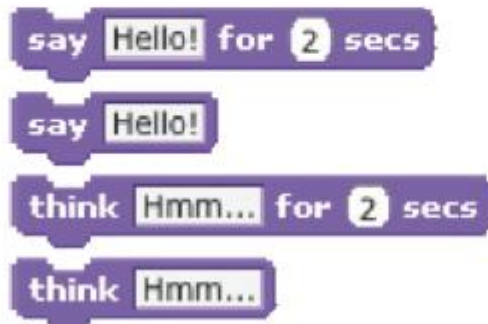 say Hello! for 2 secs
say Hello!
think Hmm... for 2 secs
think Hmm...